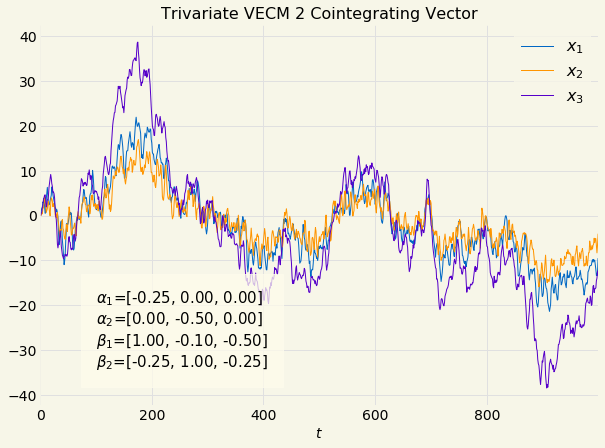 Trivariate VECM 2 Cointegrating Vector
40
30
20
10
0
−10
−20
−30
−40
x₁
x₂
x₃
α₁=[-0.25, 0.00, 0.00]
α₂=[0.00, -0.50, 0.00]
β₁=[1.00, -0.10, -0.50]
β₂=[-0.25, 1.00, -0.25]
0 200 400 600 800
t